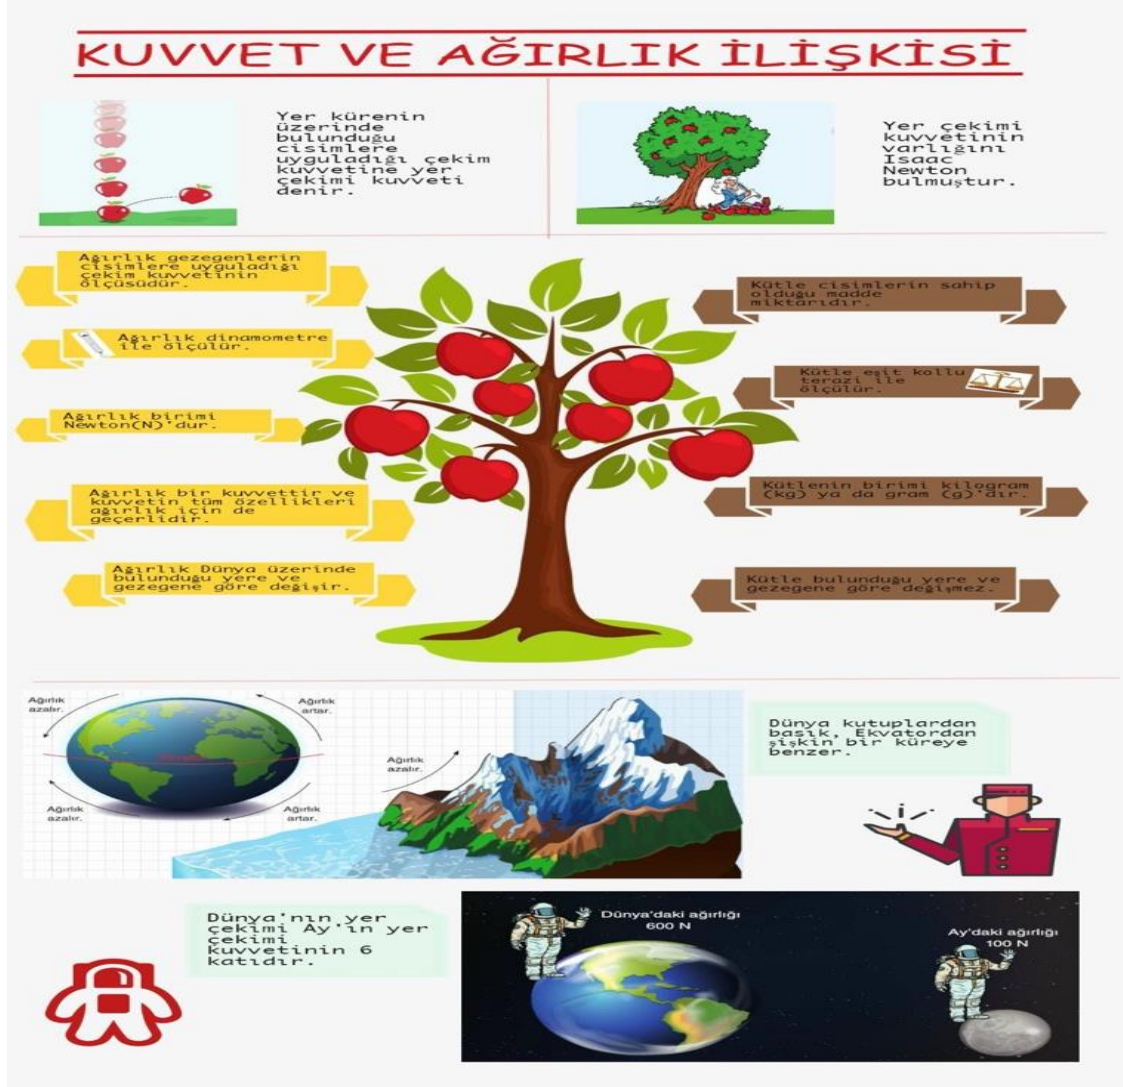 KUVVET VE AĞIRLIK İLİŞKİSİ
Yer kürenin
üzerinde
bulunduğu
cisimlere
uyguladığı çekim
kuvvetine yer
çekimi kuvveti
denir.
Yer çekimi
kuvvetinin
varlığını
Isaac
Newton
bulmuştur.
Ağırlık gezegenlerin
cisimlere uyguladığı
çekim kuvvetinin
ölçüsüdür.
Ağırlık dinamometre
ile ölçülür.
Ağırlık birimi
Newton(N)'dur.
Ağırlık bir kuvvettir ve
kuvvetin tüm özellikleri
ağırlık için de
geçerlidir.
Ağırlık Dünya üzerinde
bulunduğu yere ve
gezegene göre değişir.
Kütle cisimlerin sahip
olduğu madde
miktarıdır.
Kütle eşit kollu
terazi ile
ölçülür.
Kütlenin birimi kilogram
(kg) ya da gram (g)'dır.
Kütle bulunduğu yere ve
gezegene göre değişmez.
Ağırlık
azalır.
Ağırlık
artar.
Ağırlık
azalır.
Ağırlık
artar.
Ağırlık
azalır.
Dünya kutuplardan
basık, Ekvatordan
şişkin bir küreye
benzer.
Dünya'nın yer
çekimi Ay'ın yer
çekimi
kuvvetinin 6
katıdır.
Dünya'daki ağırlığı
600 N
Ay'daki ağırlığı
100 N